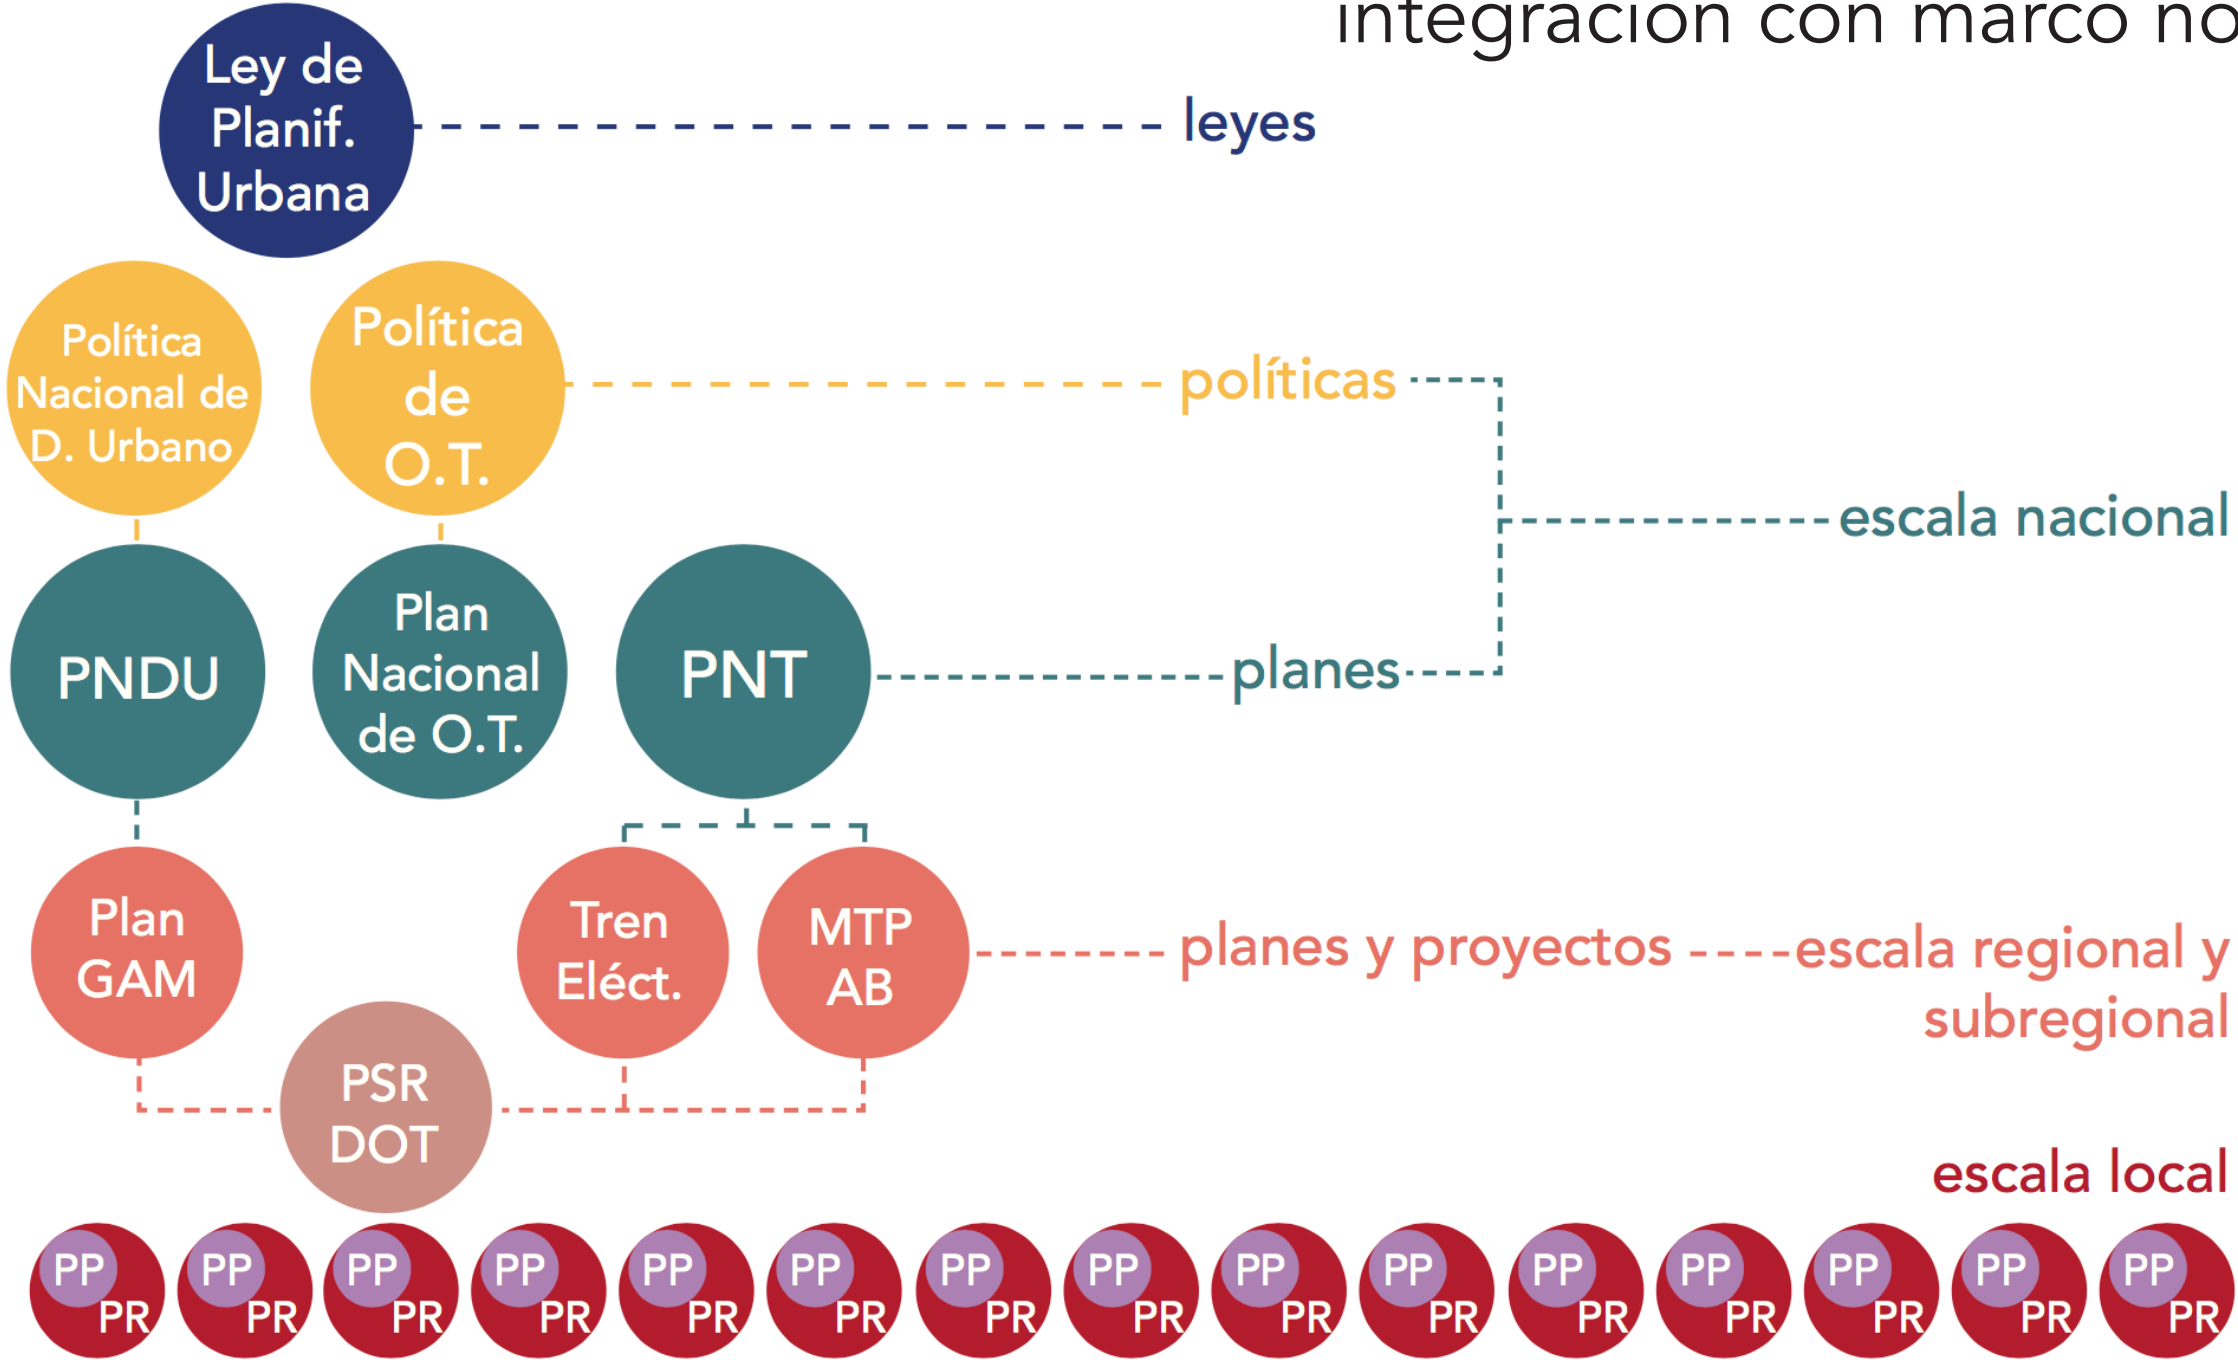 integración con marco
Ley de
Planif.
Urbana
leyes
Política
Nacional de
D. Urbano
Política
de
O.T.
políticas
escala nacional
PNDU
Plan
Nacional
de O.T.
PNT
planes
Plan
GAM
Tren
Eléct.
MTP
AB
planes y proyectos
escala regional y
subregional
PSR
DOT
escala local
PP
PR
PP
PR
PP
PR
PP
PR
PP
PR
PP
PR
PP
PR
PP
PR
PP
PR
PP
PR
PP
PR
PP
PR
PP
PR
PP
PR
PP
PR